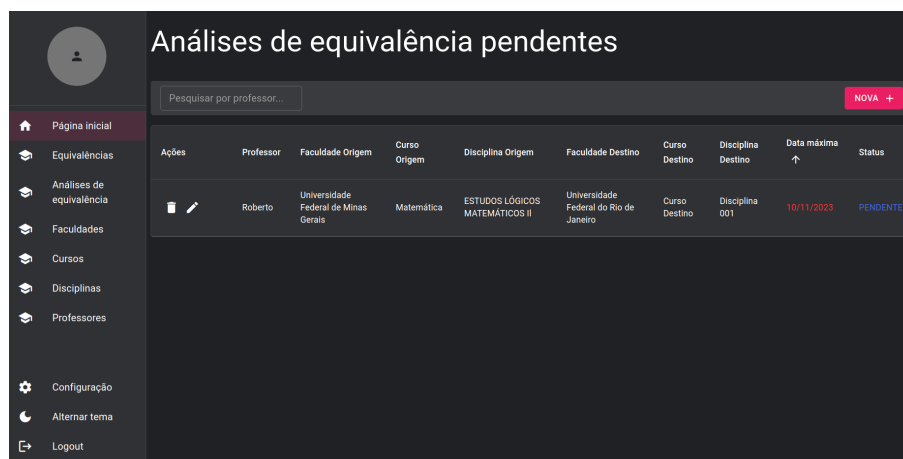 Análises de equivalência pendentes
Pesquisar por professor...
NOVA +
Página inicial
Equivalências
Análises de
equivalência
Faculdades
Cursos
Disciplinas
Professores
Configuração
Alternar tema
Logout
Ações Professor Faculdade Origem Curso Origem Disciplina Origem Faculdade Destino Curso Destino Disciplina Destino Data máxima ↑ Status
Roberto Universidade Federal de Minas Gerais Matemática ESTUDOS LÓGICOS MATEMÁTICOS II Universidade Federal do Rio de Janeiro Curso Destino Disciplina 001 10/11/2023 PENDENTE